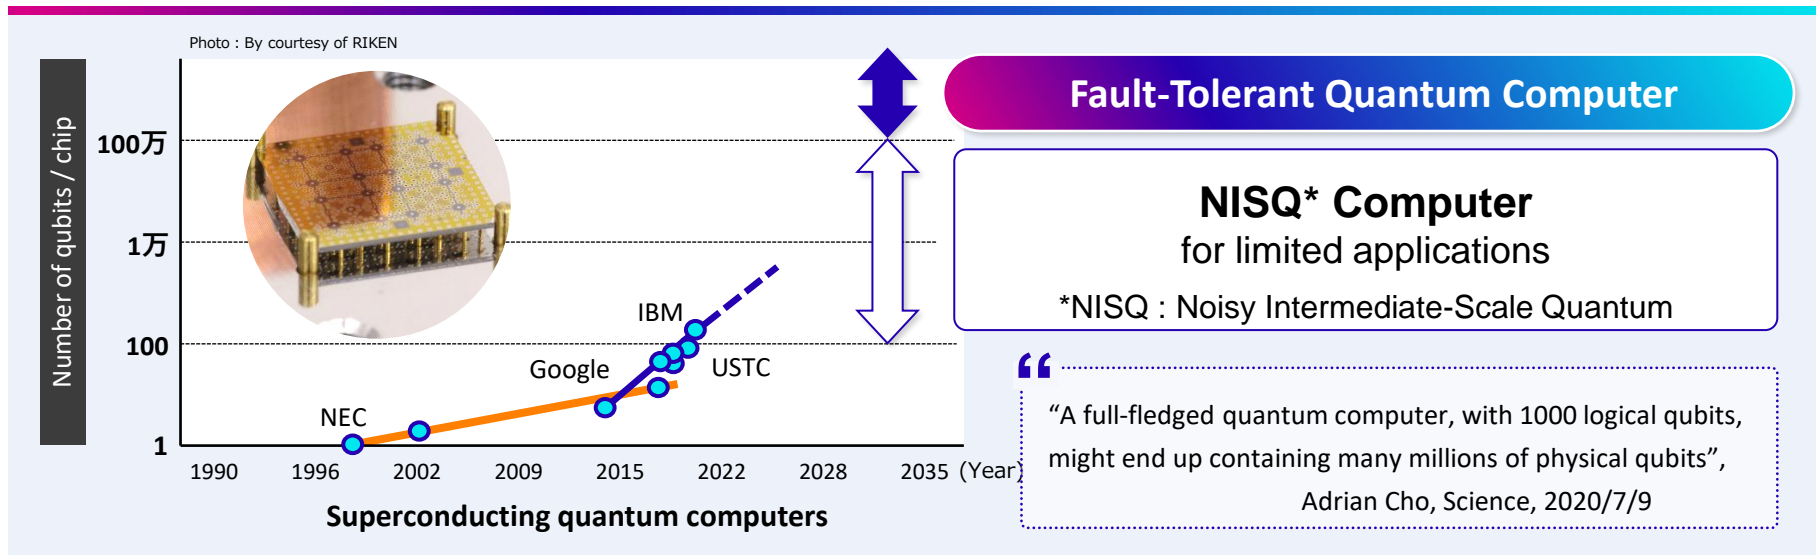 Photo : By courtesy of RIKEN
Number of qubits / chip
100万
1万
100
1
NEC
Google
IBM
USTC
1990 1996 2002 2009 2015 2022 2028 2035 (Year)
Superconducting quantum computers
Fault-Tolerant Quantum Computer
NISQ* Computer
for limited applications
*NISQ : Noisy Intermediate-Scale Quantum
“
“A full-fledged quantum computer, with 1000 logical qubits,
might end up containing many millions of physical qubits”,
Adrian Cho, Science, 2020/7/9